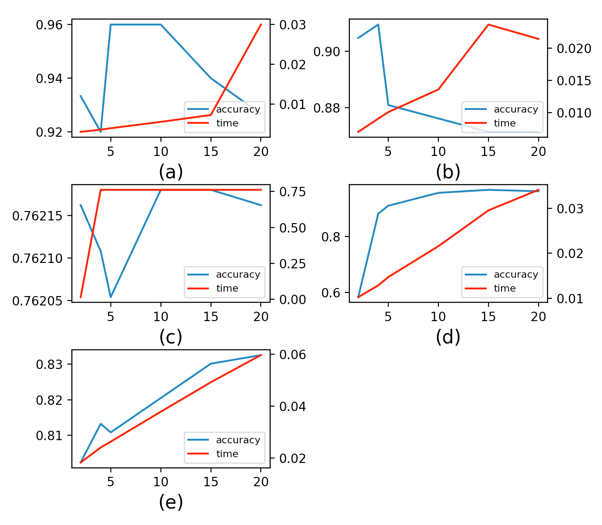 0.96
0.94
0.92
0.03
0.02
0.01
accuracy
time
5 10 15 20
(a)
0.90
0.88
0.020
0.015
0.010
accuracy
time
5 10 15 20
(b)
0.76215
0.76210
0.76205
0.75
0.50
0.25
0.00
accuracy
time
5 10 15 20
(c)
0.8
0.6
0.03
0.02
0.01
accuracy
time
5 10 15 20
(d)
0.83
0.82
0.81
0.06
0.04
0.02
accuracy
time
5 10 15 20
(e)